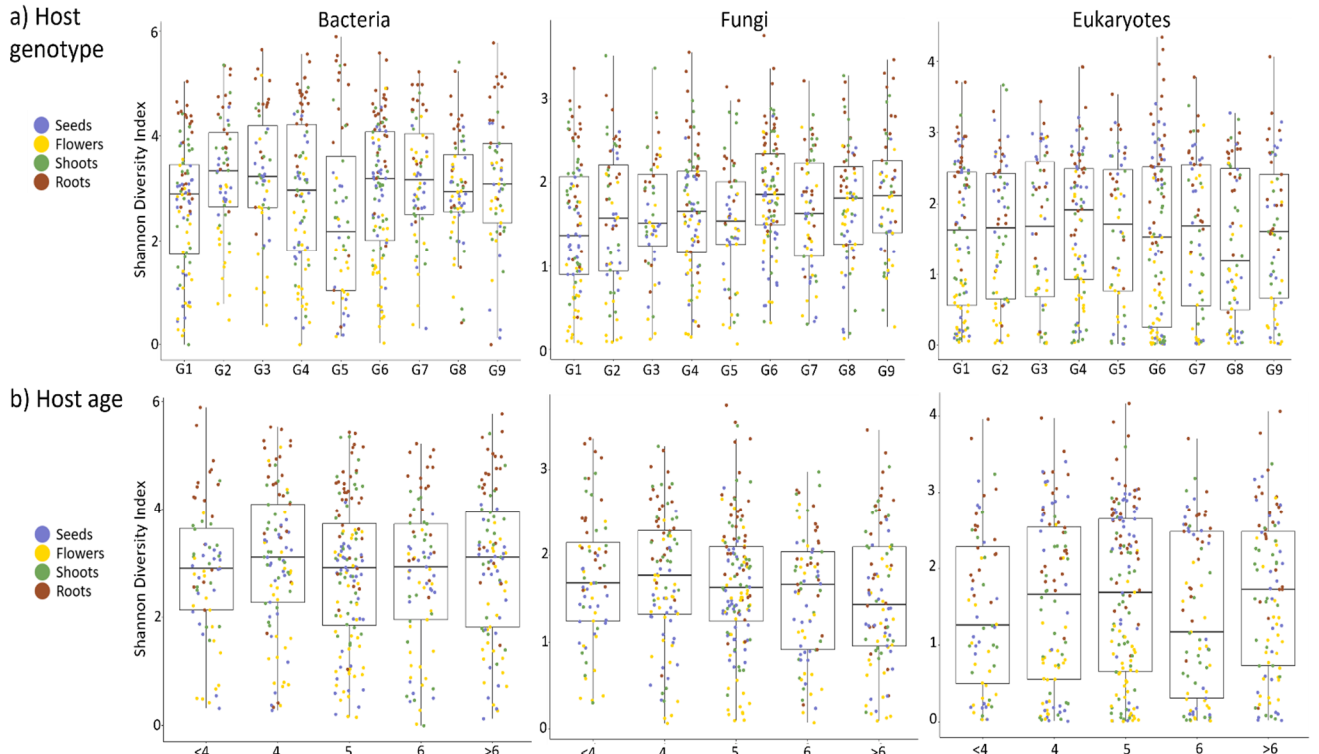 a) Host
genotype
Bacteria
Fungi
Eukaryotes
Seeds
Flowers
Shoots
Roots
Shannon Diversity Index
6
4
2
0
G1 G2 G3 G4 G5 G6 G7 G8 G9
3
2
1
0
G1 G2 G3 G4 G5 G6 G7 G8 G9
4
3
2
1
0
G1 G2 G3 G4 G5 G6 G7 G8 G9
b) Host age
Seeds
Flowers
Shoots
Roots
Shannon Diversity Index
6
4
2
0
<4 4 5 6 >6
3
2
1
0
<4 4 5 6 >6
4
3
2
1
0
<4 4 5 6 >6